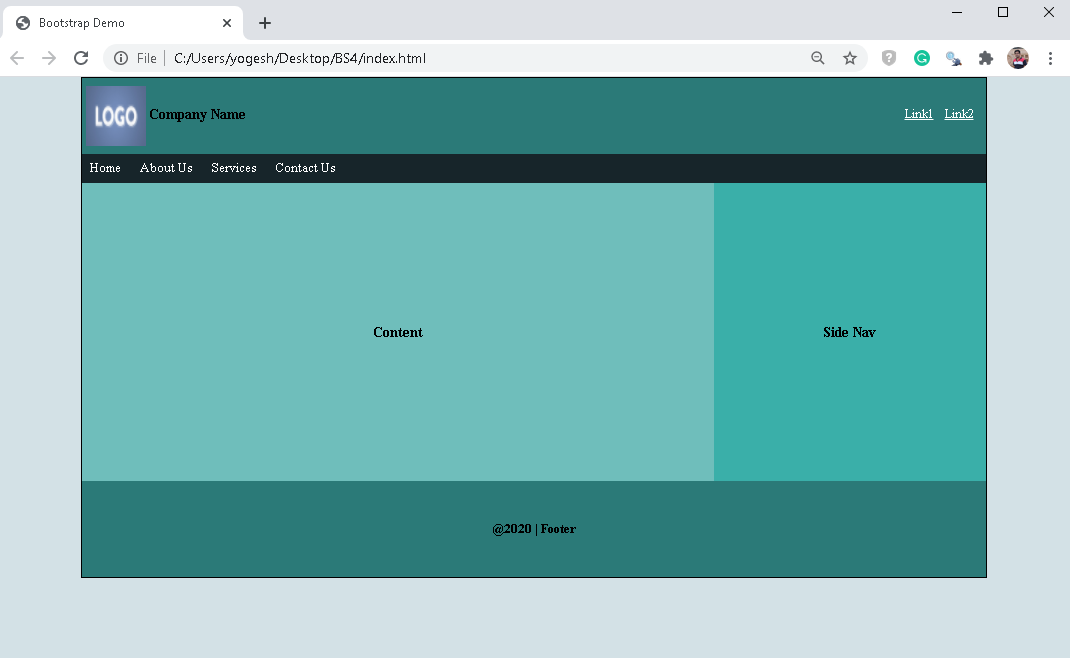 Bootstrap Demo
File C:/Users/yogesh/Desktop/BS4/index.html
LOGO Company Name Link1 Link2
Home About Us Services Contact Us
Content Side Nav
@2020 | Footer